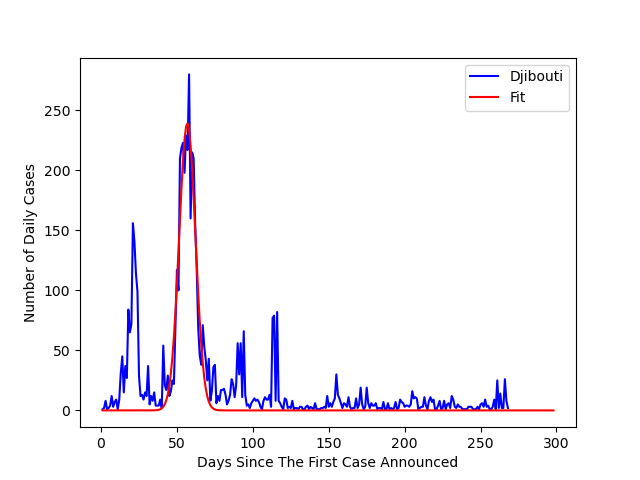 Djibouti
Fit
Number of Daily Cases
250
200
150
100
50
0
0 50 100 150 200 250 300
Days Since The First Case Announced